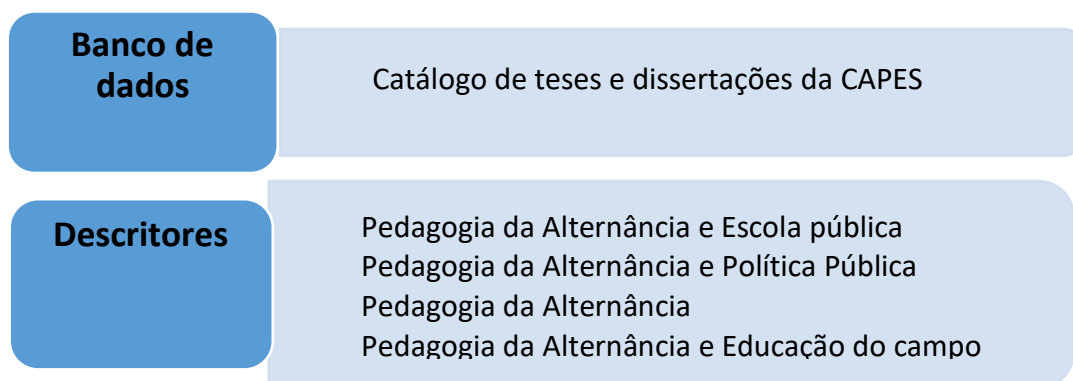 Banco de
dados
Catálogo de teses e dissertações da CAPES
Descritores
Pedagogia da Alternância e Escola pública
Pedagogia da Alternância e Política Pública
Pedagogia da Alternância
Pedagogia da Alternância e Educação do campo